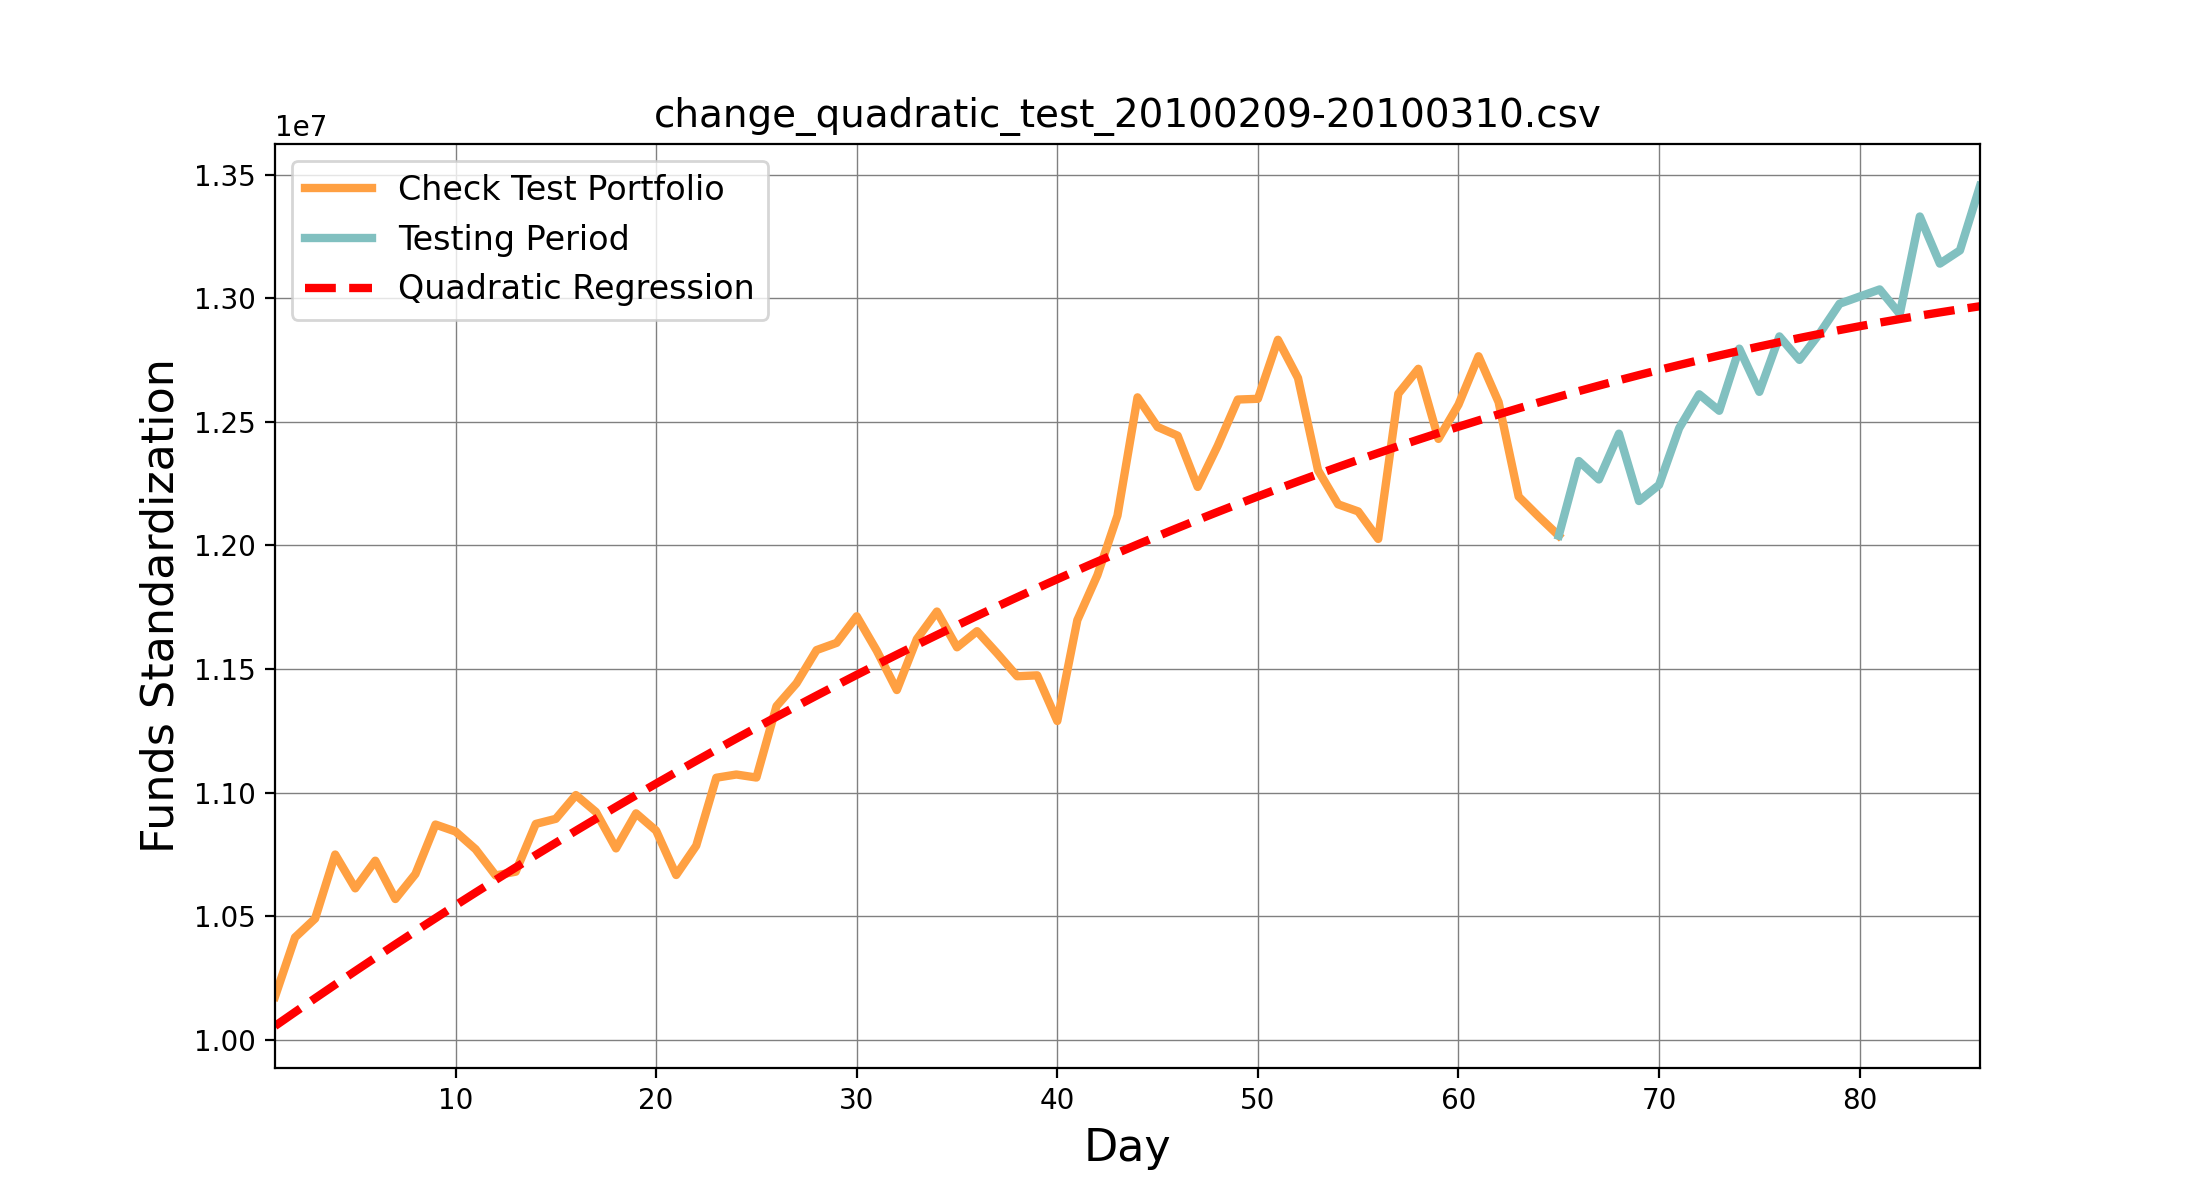 change_quadratic_test_20100209-20100310.csv
1e7
Check Test Portfolio
Testing Period
Quadratic Regression
1.35
1.30
1.25
1.20
1.15
1.10
1.05
1.00
Funds Standardization
10 20 30 40 50 60 70 80
Day